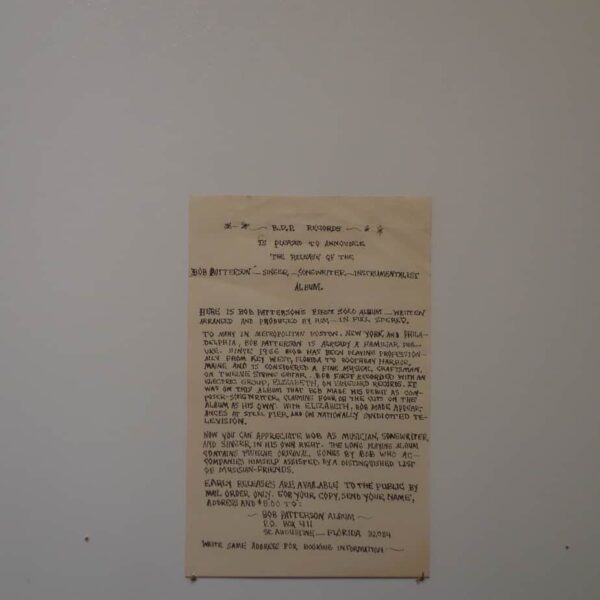 B.D.P. RECORDS
IS PLEASED TO ANNOUNCE
THE RELEASE OF THE
"BOB PATTERSON" — SINGER — SONGWRITER — INSTRUMENTALIST
ALBUM.
HERE IS BOB PATTERSON'S FIRST SOLO ALBUM — WRITTEN
ARRANGED AND PRODUCED BY HIM — IN FULL STEREO.
TO MANY IN METROPOLITAN BOSTON, NEW YORK AND PHILA-
DELPHIA, BOB PATTERSON IS ALREADY A FAMILIAR FIG-
URE. SINCE 1966 BOB HAS BEEN PLAYING PROFESSION-
ALLY FROM KEY WEST, FLORIDA TO BOOTHBAY HARBOR,
MAINE AND IS CONSIDERED A FINE MUSICAL CRAFTSMAN
ON TWELVE STRING GUITAR. BOB FIRST RECORDED WITH AN
ELECTRIC GROUP, ELIZABETH, ON VANGUARD RECORDS. IT
WAS ON THIS ALBUM THAT BOB MADE HIS DEBUT AS COM-
POSER-SONGWRITER, CLAIMING FOUR OF THE CUTS ON THE
ALBUM AS HIS OWN. WITH ELIZABETH, BOB MADE APPEAR-
ANCES AT STEEL PIER, AND ON NATIONALLY SYNDICATED TE-
LEVISION.
NOW YOU CAN APPRECIATE BOB AS MUSICIAN, SONGWRITER,
AND SINGER, IN HIS OWN RIGHT. THE LONG PLAYING ALBUM
CONTAINS TWELVE ORIGINAL SONGS BY BOB WHO AC-
COMPANIES HIMSELF ASSISTED BY A DISTINGUISHED LIST
OF MUSICIAN-FRIENDS.
EARLY RELEASES ARE AVAILABLE TO THE PUBLIC BY
MAIL ORDER ONLY. FOR YOUR COPY, SEND YOUR NAME,
ADDRESS AND $5.00 TO:
BOB PATTERSON ALBUM
P.O. BOX 411
ST. AUGUSTINE — FLORIDA 32084
WRITE SAME ADDRESS FOR BOOKING INFORMATION